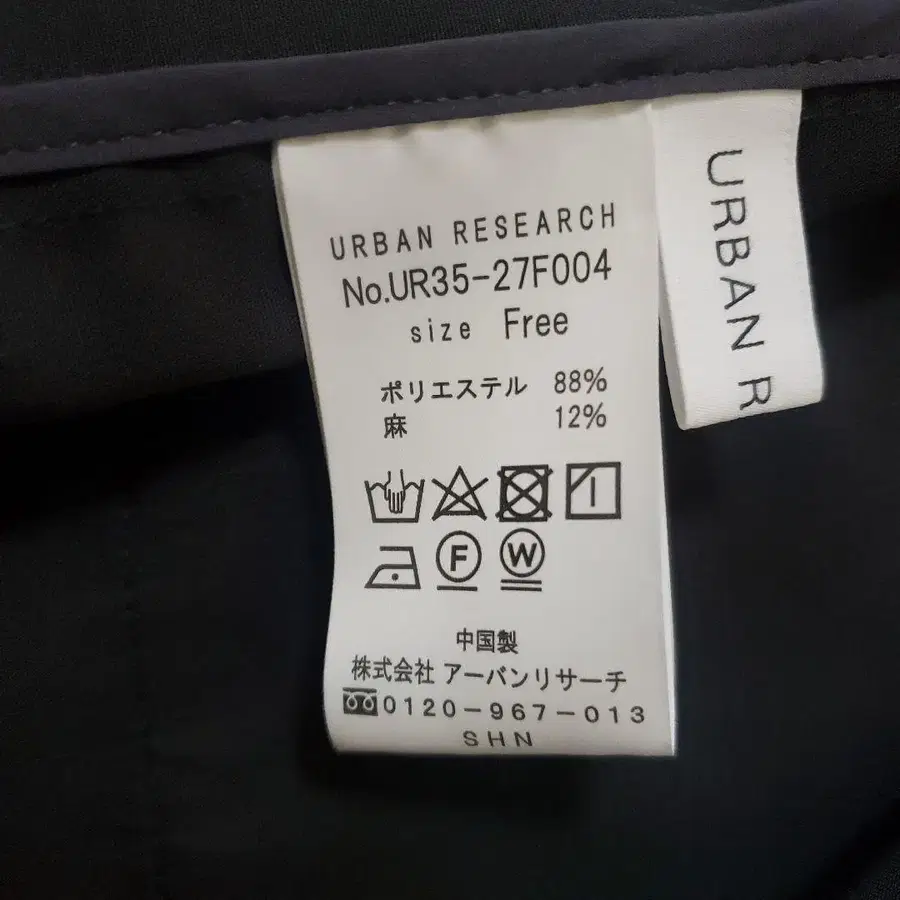 URBAN RESEARCH
No.UR35-27F004
size Free
ポリエステル 88%
麻 12%
F W
中国製
株式会社 アーバンリサーチ
0120-967-013
SHN
URBAN R